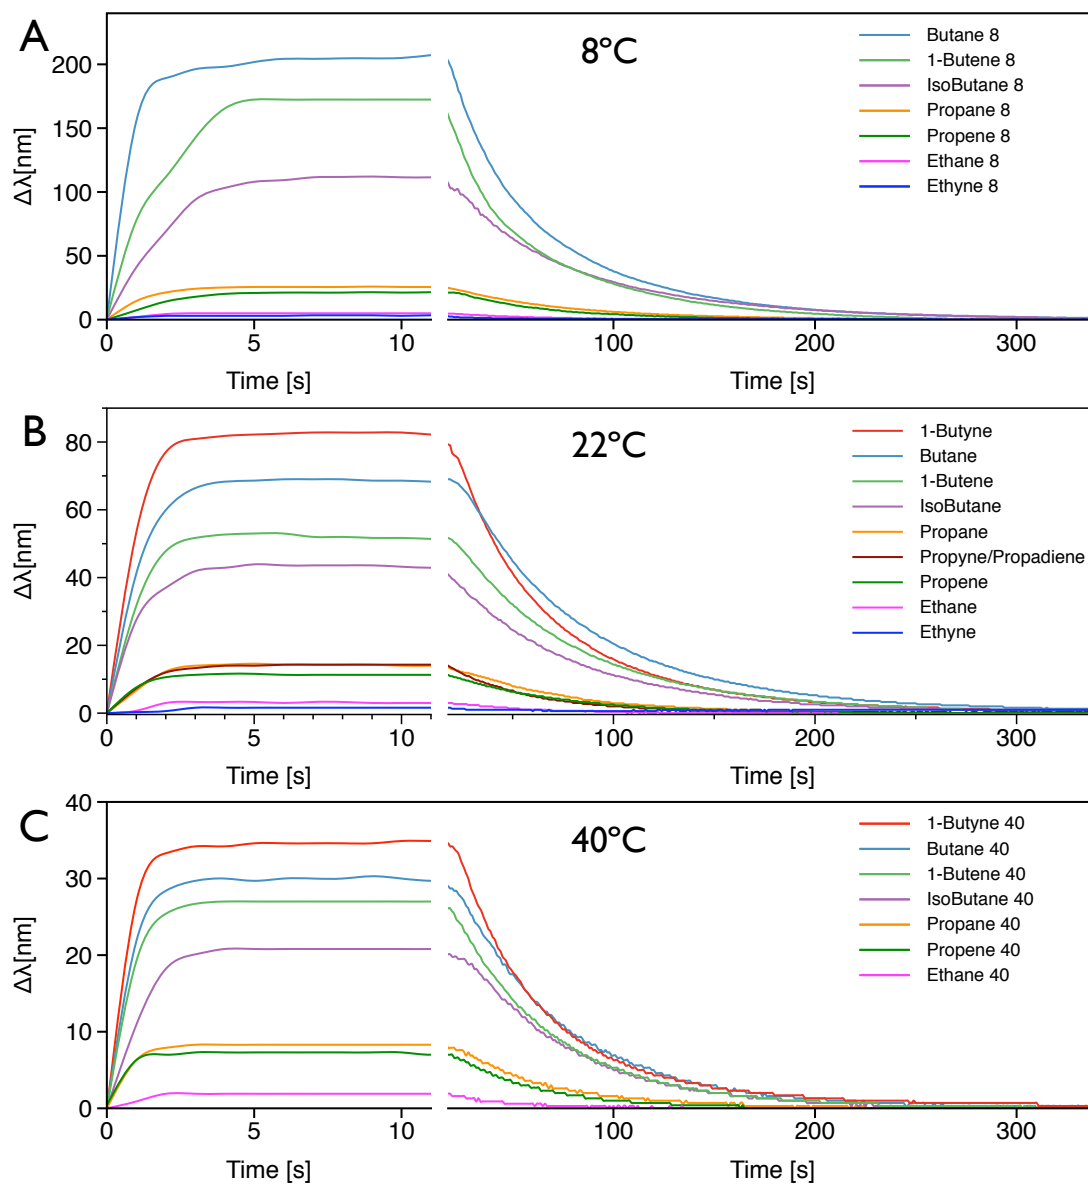 A
8ºC
Δλ[nm]
200
150
100
50
0
0
5
10
100
200
300
Time [s]
Time [s]
Butane 8
1-Butene 8
IsoButane 8
Propane 8
Propene 8
Ethane 8
Ethyne 8
B
22ºC
Δλ[nm]
80
60
40
20
0
0
5
10
100
200
300
Time [s]
Time [s]
1-Butyne
Butane
1-Butene
IsoButane
Propane
Propyne/Propadiene
Propene
Ethane
Ethyne
C
40ºC
Δλ[nm]
40
30
20
10
0
0
5
10
100
200
300
Time [s]
Time [s]
1-Butyne 40
Butane 40
1-Butene 40
IsoButane 40
Propane 40
Propene 40
Ethane 40